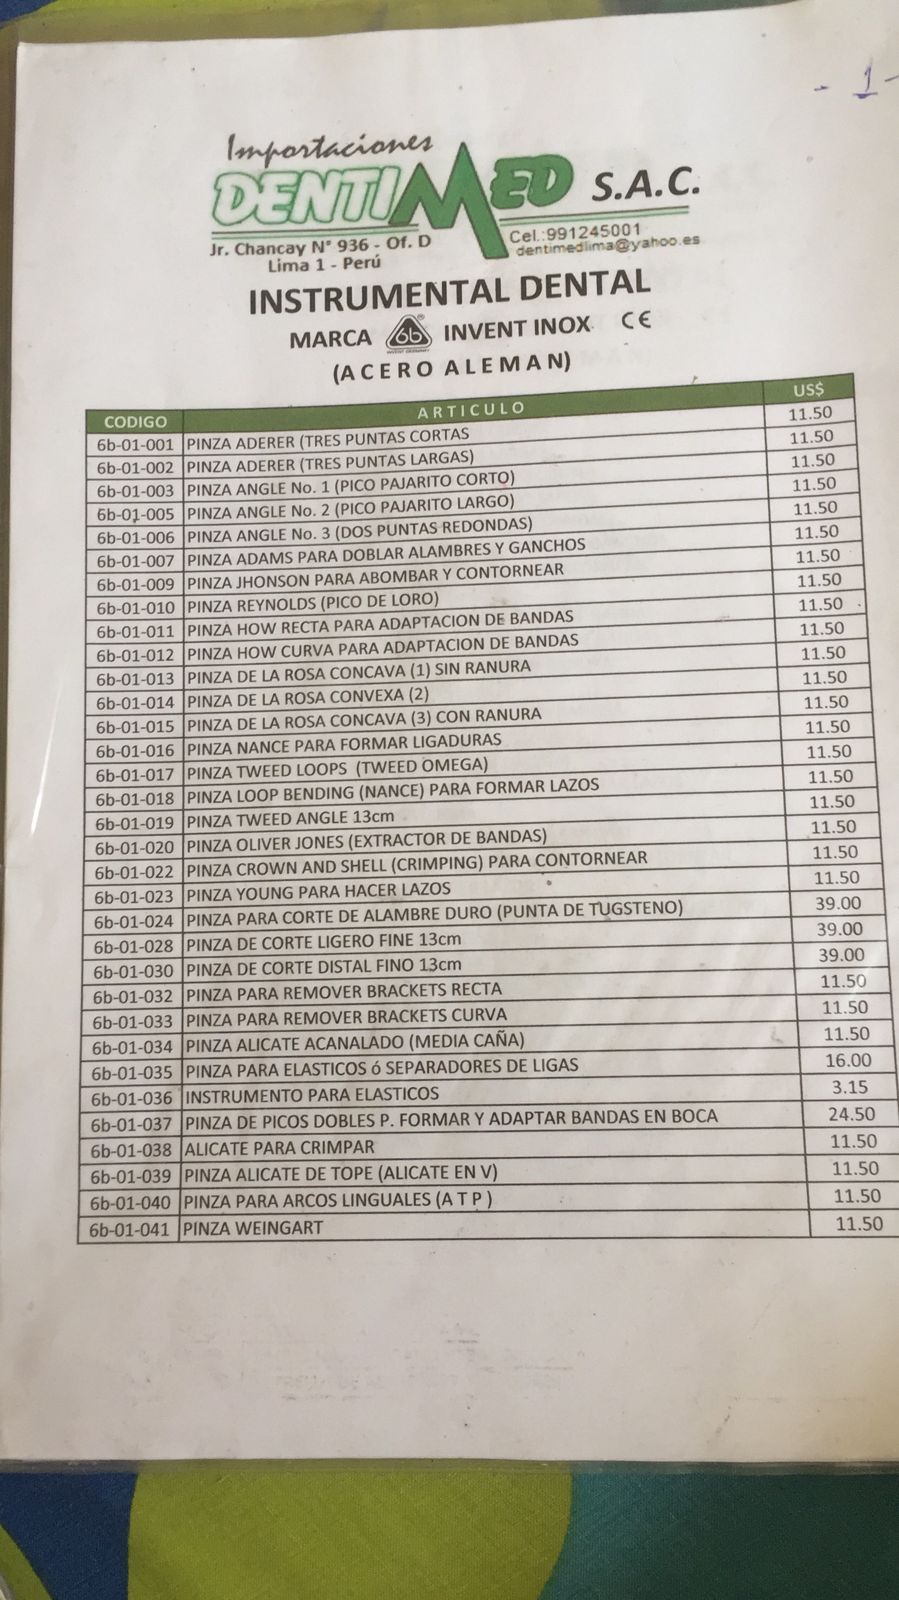 - 1 -
Importaciones
DENTIMED S.A.C.
Jr. Chancay N° 936 - Of. D
Lima 1 - Perú
Cel.:991245001
dentimedlima@yahoo.es
INSTRUMENTAL DENTAL
MARCA 6b INVENT INOX CE
(ACERO ALEMAN)
CODIGO ARTICULO US$
6b-01-001 PINZA ADERER (TRES PUNTAS CORTAS 11.50
6b-01-002 PINZA ADERER (TRES PUNTAS LARGAS) 11.50
6b-01-003 PINZA ANGLE No. 1 (PICO PAJARITO CORTO) 11.50
6b-01-005 PINZA ANGLE No. 2 (PICO PAJARITO LARGO) 11.50
6b-01-006 PINZA ANGLE No. 3 (DOS PUNTAS REDONDAS) 11.50
6b-01-007 PINZA ADAMS PARA DOBLAR ALAMBRES Y GANCHOS 11.50
6b-01-009 PINZA JHONSON PARA ABOMBAR Y CONTORNEAR 11.50
6b-01-010 PINZA REYNOLDS (PICO DE LORO) 11.50
6b-01-011 PINZA HOW RECTA PARA ADAPTACION DE BANDAS 11.50
6b-01-012 PINZA HOW CURVA PARA ADAPTACION DE BANDAS 11.50
6b-01-013 PINZA DE LA ROSA CONCAVA (1) SIN RANURA 11.50
6b-01-014 PINZA DE LA ROSA CONVEXA (2) 11.50
6b-01-015 PINZA DE LA ROSA CONCAVA (3) CON RANURA 11.50
6b-01-016 PINZA NANCE PARA FORMAR LIGADURAS 11.50
6b-01-017 PINZA TWEED LOOPS (TWEED OMEGA) 11.50
6b-01-018 PINZA LOOP BENDING (NANCE) PARA FORMAR LAZOS 11.50
6b-01-019 PINZA TWEED ANGLE 13cm 11.50
6b-01-020 PINZA OLIVER JONES (EXTRACTOR DE BANDAS) 11.50
6b-01-022 PINZA CROWN AND SHELL (CRIMPING) PARA CONTORNEAR 11.50
6b-01-023 PINZA YOUNG PARA HACER LAZOS 11.50
6b-01-024 PINZA PARA CORTE DE ALAMBRE DURO (PUNTA DE TUGSTENO) 39.00
6b-01-028 PINZA DE CORTE LIGERO FINE 13cm 39.00
6b-01-030 PINZA DE CORTE DISTAL FINO 13cm 39.00
6b-01-032 PINZA PARA REMOVER BRACKETS RECTA 11.50
6b-01-033 PINZA PARA REMOVER BRACKETS CURVA 11.50
6b-01-034 PINZA ALICATE ACANALADO (MEDIA CAÑA) 11.50
6b-01-035 PINZA PARA ELASTICOS ó SEPARADORES DE LIGAS 16.00
6b-01-036 INSTRUMENTO PARA ELASTICOS 3.15
6b-01-037 PINZA DE PICOS DOBLES P. FORMAR Y ADAPTAR BANDAS EN BOCA 24.50
6b-01-038 ALICATE PARA CRIMPAR 11.50
6b-01-039 PINZA ALICATE DE TOPE (ALICATE EN V) 11.50
6b-01-040 PINZA PARA ARCOS LINGUALES (A T P ) 11.50
6b-01-041 PINZA WEINGART 11.50